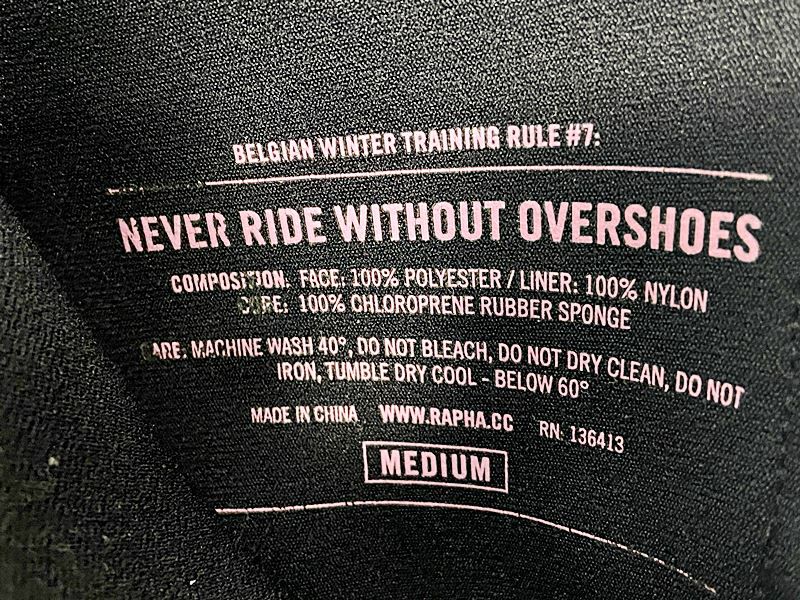 BELGIAN WINTER TRAINING RULE #7:
NEVER RIDE WITHOUT OVERSHOES
COMPOSITION: FACE: 100% POLYESTER / LINER: 100% NYLON
CORE: 100% CHLOROPRENE RUBBER SPONGE
CARE: MACHINE WASH 40°, DO NOT BLEACH, DO NOT DRY CLEAN, DO NOT
IRON, TUMBLE DRY COOL - BELOW 60°
MADE IN CHINA WWW.RAPHA.CC RN: 136413
MEDIUM